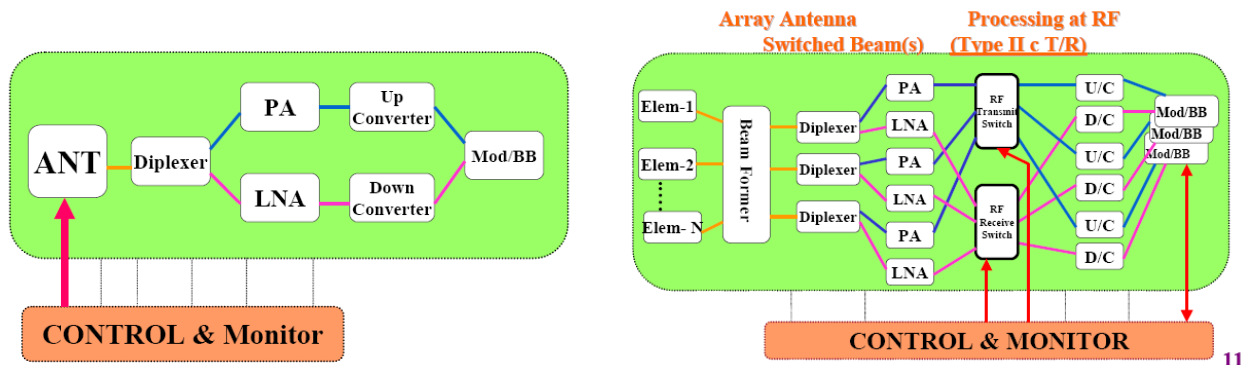 Array Antenna
Switched Beam(s)
Processing at RF
(Type II c T/R)
ANT
Diplexer
PA
Up
Converter
LNA
Down
Converter
Mod/BB
CONTROL & Monitor
Elem-1
Elem-2
Elem- N
Beam Former
Diplexer
Diplexer
Diplexer
PA
LNA
PA
LNA
PA
LNA
RF
Transmit
Switch
RF
Receive
Switch
U/C
D/C
U/C
D/C
U/C
D/C
Mod/BB
Mod/BB
Mod/BB
CONTROL & MONITOR
11